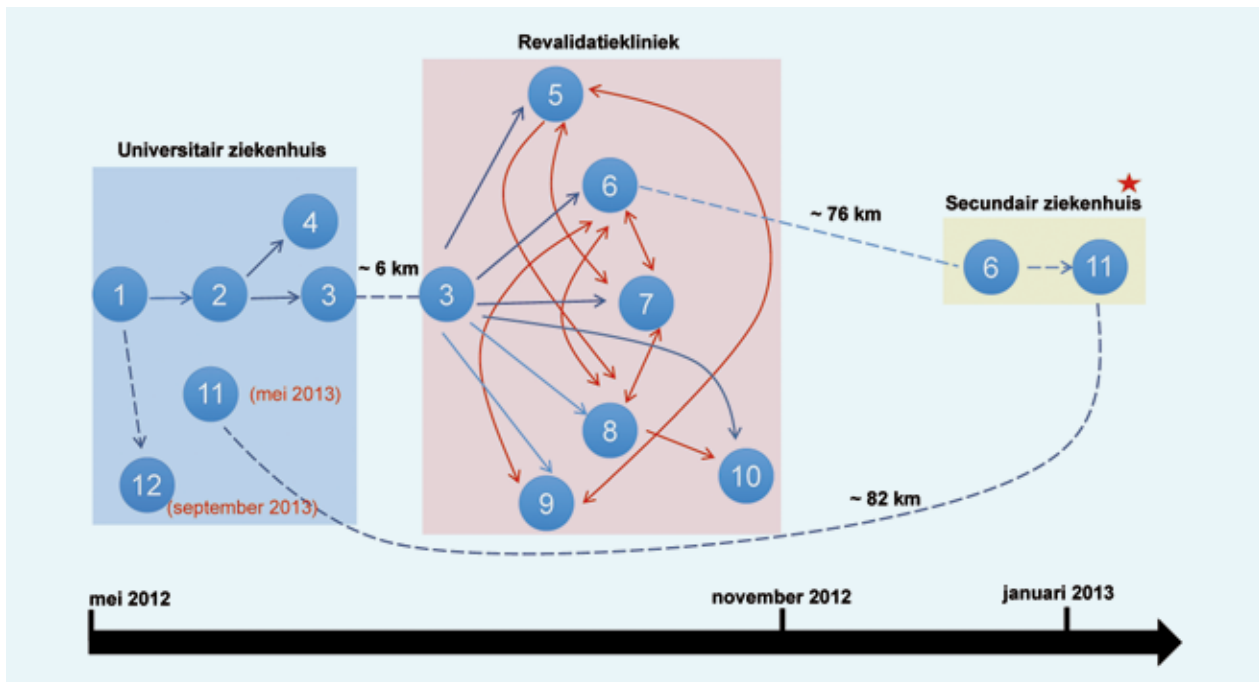 Revalidatiekliniek
5
Universitair ziekenhuis
6
Secundair ziekenhuis
4
~ 76 km
~ 6 km
1
2
3
3
7
6
11
11
(mei 2013)
8
12
(september 2013)
9
10
~ 82 km
mei 2012
november 2012
januari 2013